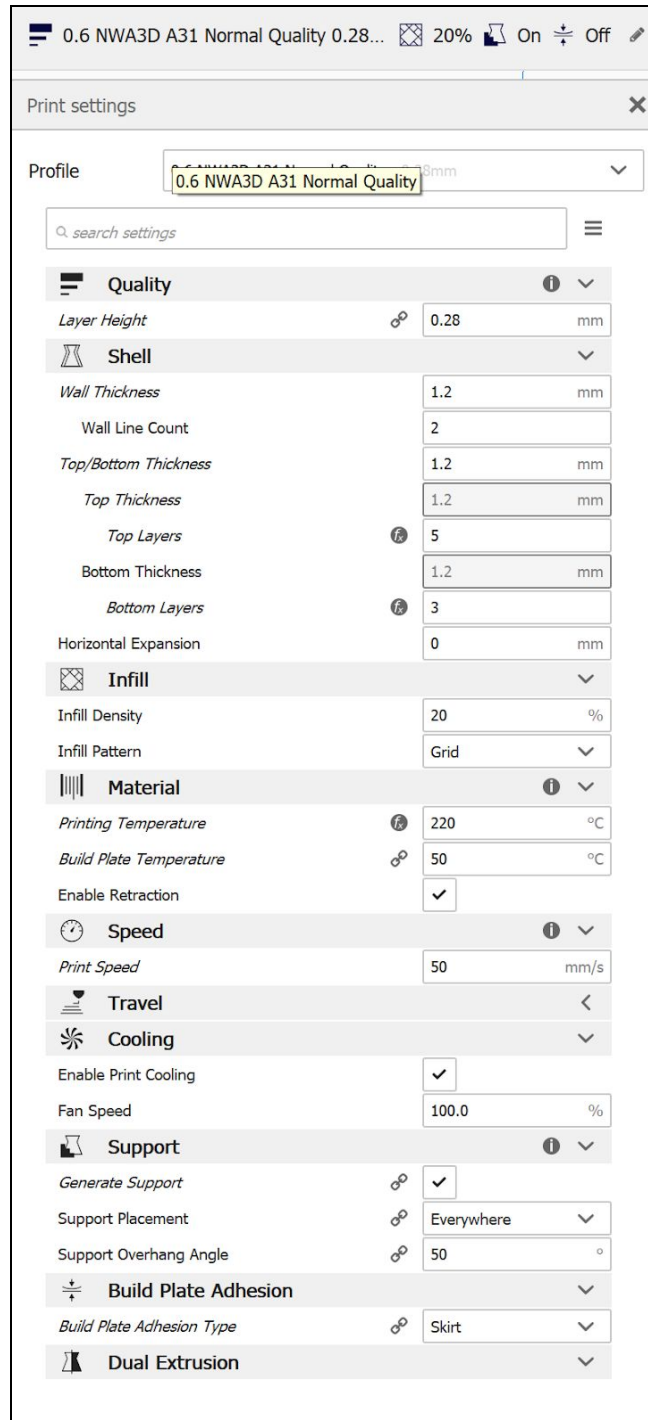 0.6 NWA3D A31 Normal Quality 0.28... 20% On Off
Print settings
Profile 8mm
0.6 NWA3D A31 Normal Quality
search settings
Quality
Layer Height 0.28 mm
Shell
Wall Thickness 1.2 mm
Wall Line Count 2
Top/Bottom Thickness 1.2 mm
Top Thickness 1.2 mm
Top Layers 5
Bottom Thickness 1.2 mm
Bottom Layers 3
Horizontal Expansion 0 mm
Infill
Infill Density 20 %
Infill Pattern Grid
Material
Printing Temperature 220 °C
Build Plate Temperature 50 °C
Enable Retraction
Speed
Print Speed 50 mm/s
Travel
Cooling
Enable Print Cooling
Fan Speed 100.0 %
Support
Generate Support
Support Placement Everywhere
Support Overhang Angle 50 °
Build Plate Adhesion
Build Plate Adhesion Type Skirt
Dual Extrusion